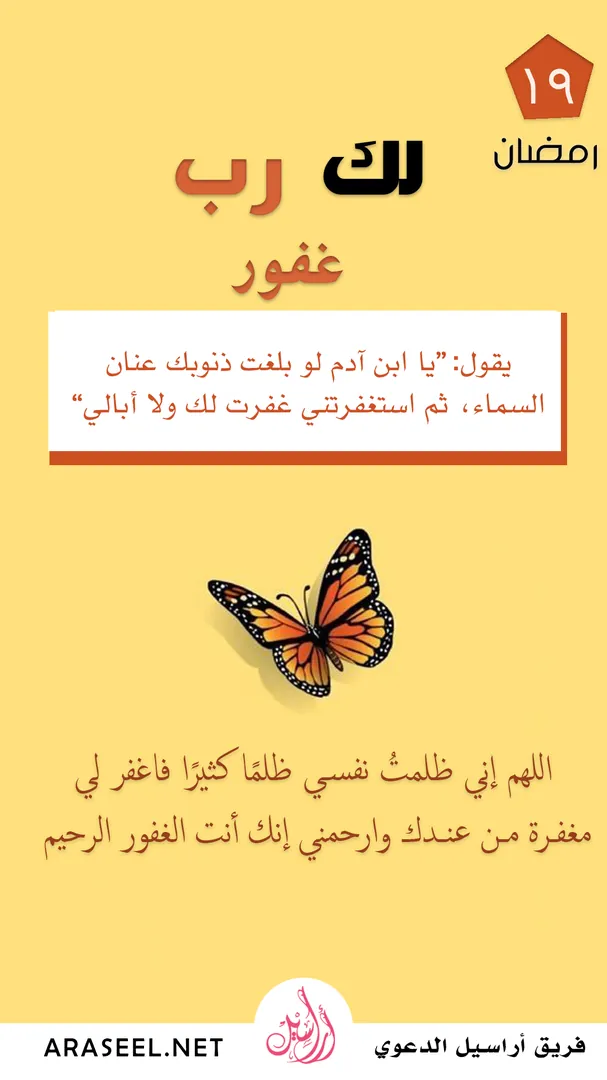 ١٩
رمضان
لك رب
غفور
يقول: "يا ابن آدم لو بلغت ذنوبك عنان
السماء، ثم استغفرتني غفرت لك ولا أبالي"
اللهم إني ظلمتُ نفسي ظلمًا كثيرًا فاغفر لي
مغفرة من عندك وارحمني إنك أنت الغفور الرحيم
فريق أراسيل الدعوي
أراسيل
ARASEEL.NET